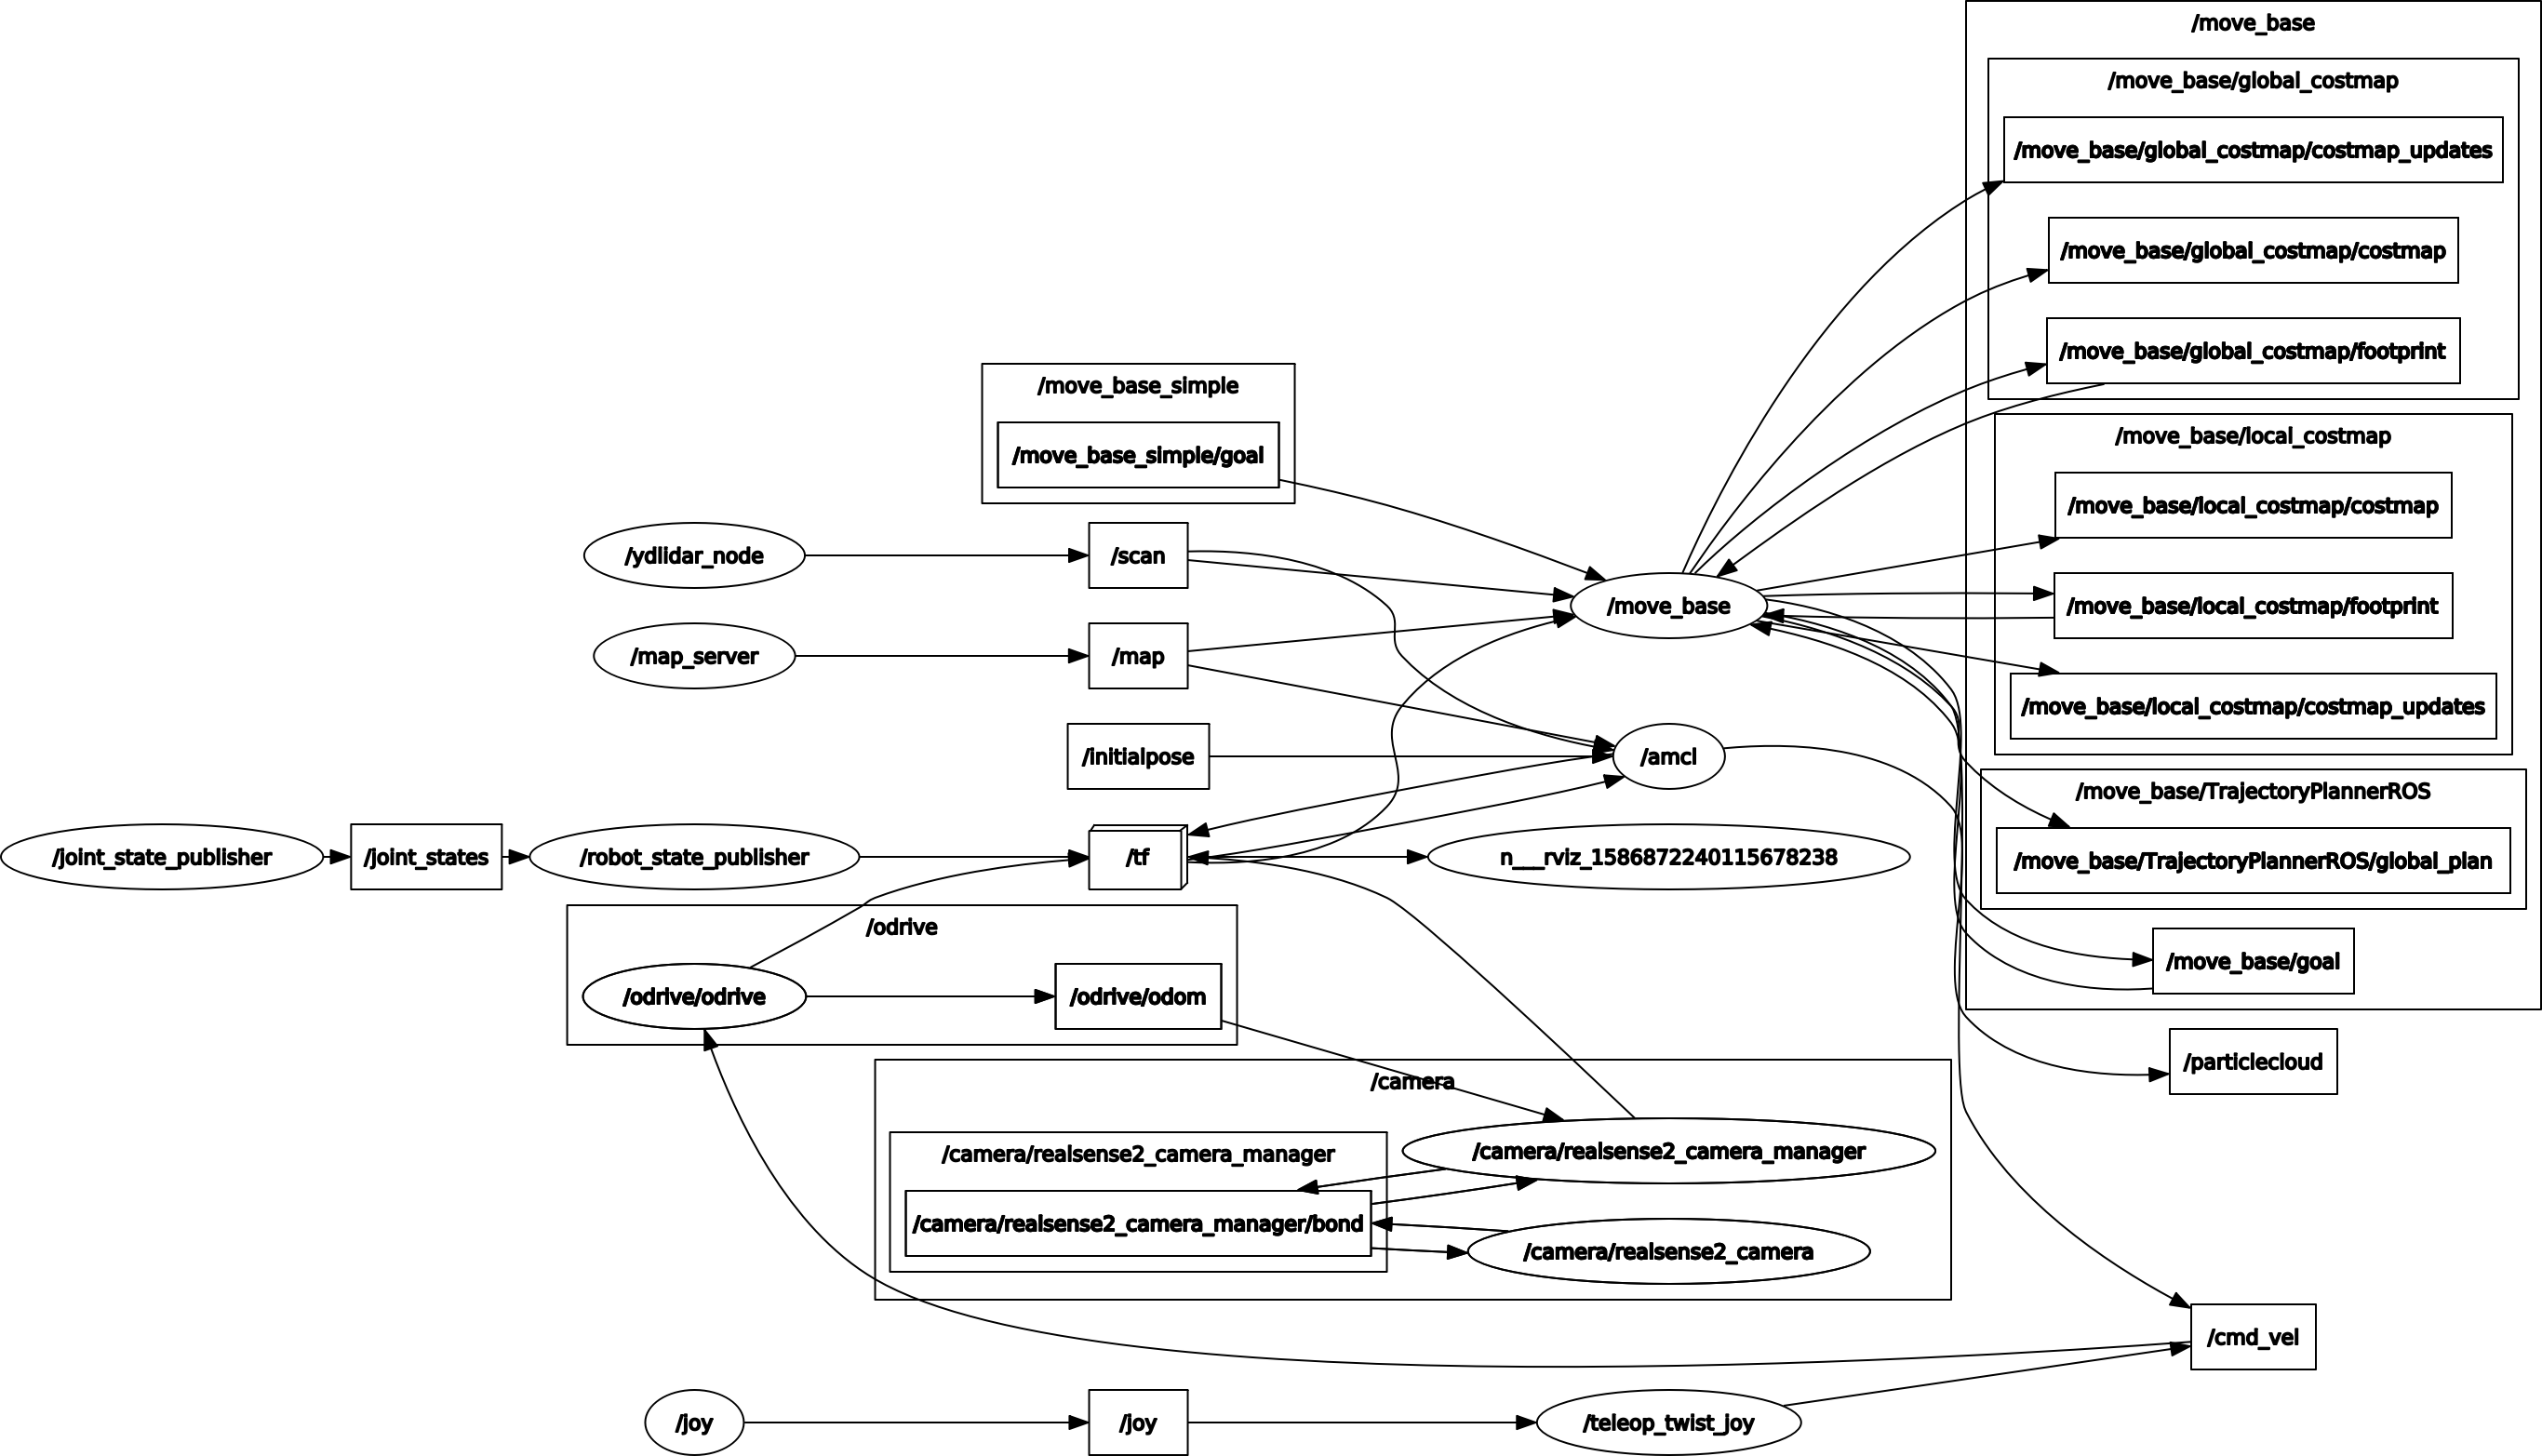 /move_base
/move_base/global_costmap
/move_base/global_costmap/costmap_updates
/move_base/global_costmap/costmap
/move_base/global_costmap/footprint
/move_base_simple
/move_base_simple/goal
/move_base/local_costmap
/move_base/local_costmap/costmap
/ydlidar_node
/scan
/move_base
/move_base/local_costmap/footprint
/map_server
/map
/move_base/local_costmap/costmap_updates
/initialpose
/amcl
/move_base/TrajectoryPlannerROS
/joint_state_publisher
/joint_states
/robot_state_publisher
/tf
n___rviz_1586872240115678238
/move_base/TrajectoryPlannerROS/global_plan
/odrive
/odrive/odrive
/odrive/odom
/move_base/goal
/particlecloud
/camera
/camera/realsense2_camera_manager
/camera/realsense2_camera_manager
/camera/realsense2_camera_manager/bond
/camera/realsense2_camera
/cmd_vel
/joy
/joy
/teleop_twist_joy